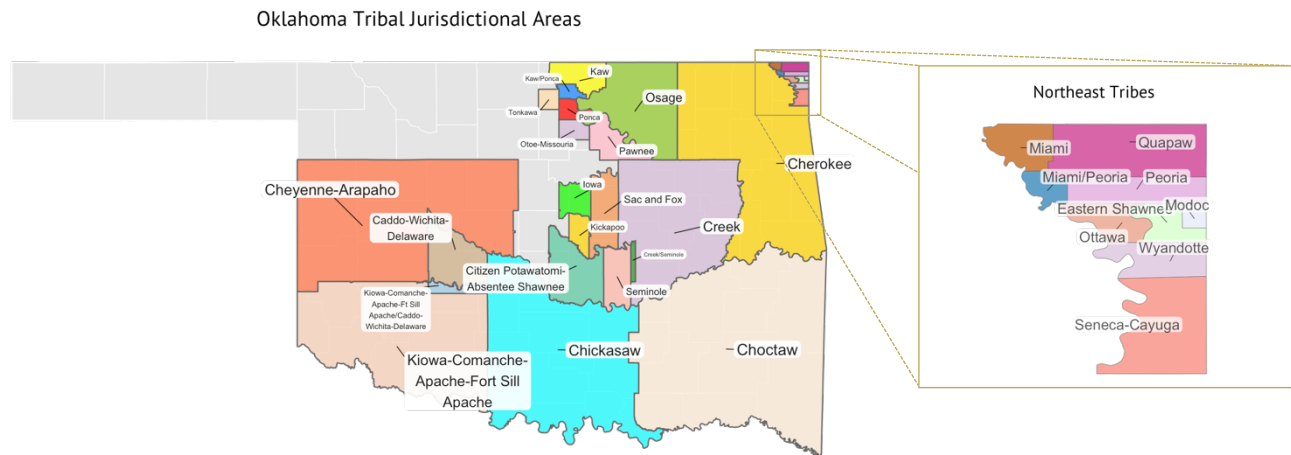 Oklahoma Tribal Jurisdictional Areas
Kaw/Ponca
Kaw
Tonkawa
Ponca
Osage
Otoe-Missouria
Pawnee
Cherokee
Cheyenne-Arapaho
Iowa
Sac and Fox
Caddo-Wichita-
Delaware
Kickapoo
Creek
Creek/Seminole
Citizen Potawatomi-
Absentee Shawnee
Seminole
Kiowa-Comanche-
Apache-Ft Sill
Apache/Caddo-
Wichita-Delaware
Kiowa-Comanche-
Apache-Fort Sill
Apache
Chickasaw
Choctaw
Northeast Tribes
Miami
Quapaw
Miami/Peoria
Peoria
Eastern Shawnee
Modoc
Ottawa
Wyandotte
Seneca-Cayuga